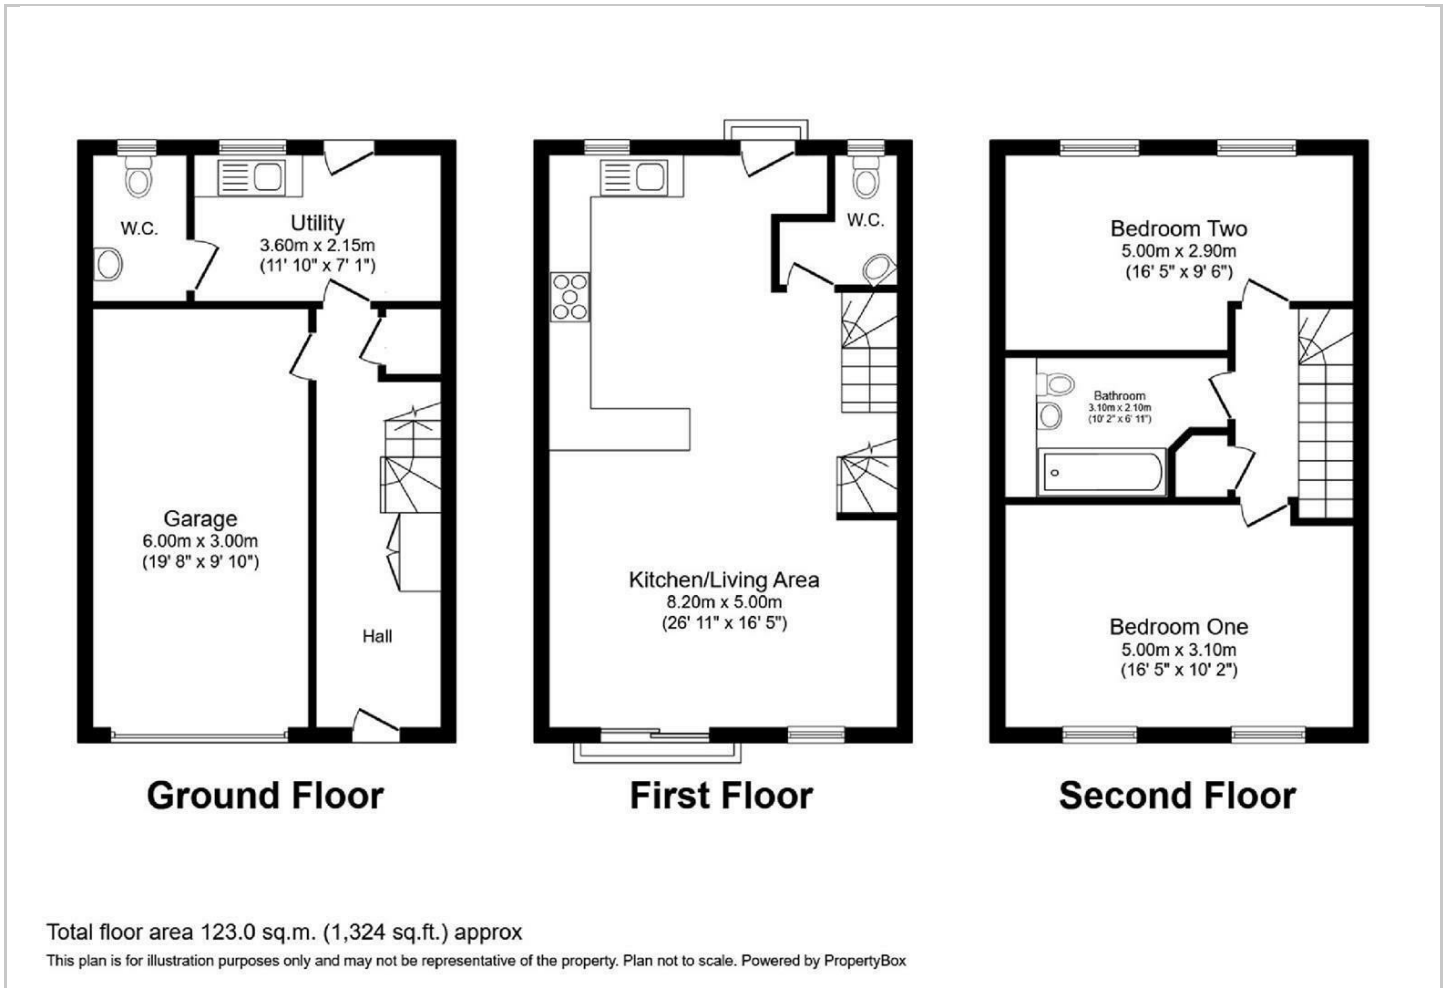 W.C.
Utility
3.60m x 2.15m
(11' 10" x 7' 1")
Garage
6.00m x 3.00m
(19' 8" x 9' 10")
Hall
Ground Floor
W.C.
Kitchen/Living Area
8.20m x 5.00m
(26' 11" x 16' 5")
First Floor
Bedroom Two
5.00m x 2.90m
(16' 5" x 9' 6")
Bathroom
3.10m x 2.10m
(10' 2" x 6' 11")
Bedroom One
5.00m x 3.10m
(16' 5" x 10' 2")
Second Floor
Total floor area 123.0 sq.m. (1,324 sq.ft.) approx
This plan is for illustration purposes only and may not be representative of the property. Plan not to scale. Powered by PropertyBox